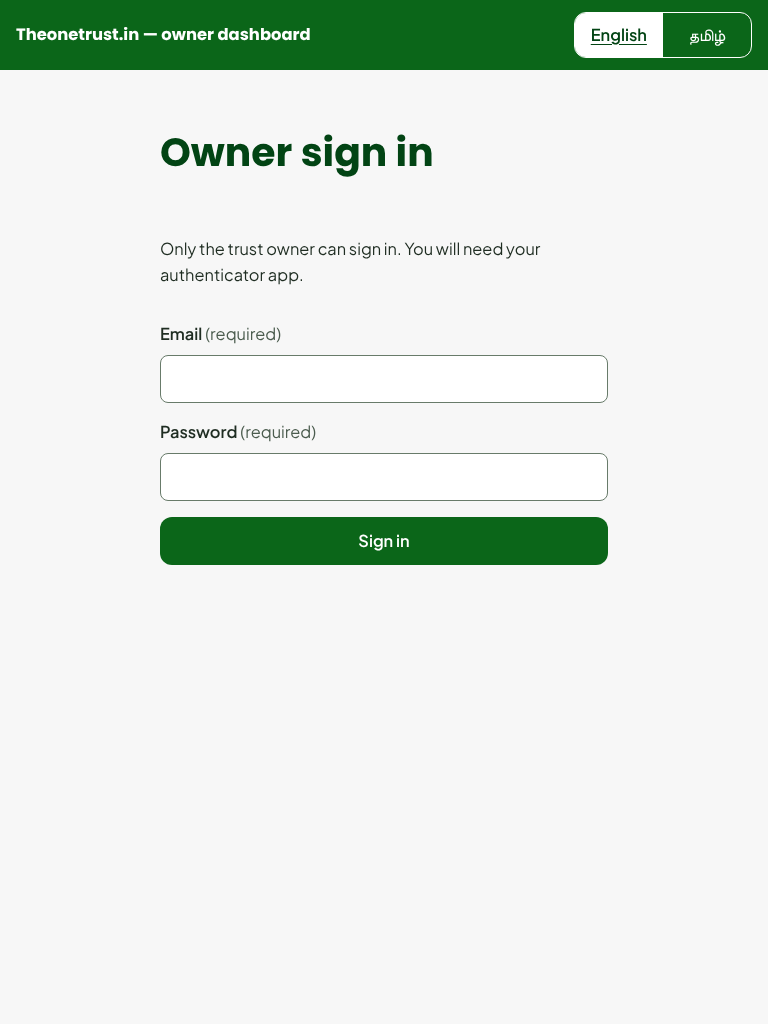 Theonetrust.in — owner dashboard
English
தமிழ்
Owner sign in
Only the trust owner can sign in. You will need your
authenticator app.
Email (required)
Password (required)
Sign in